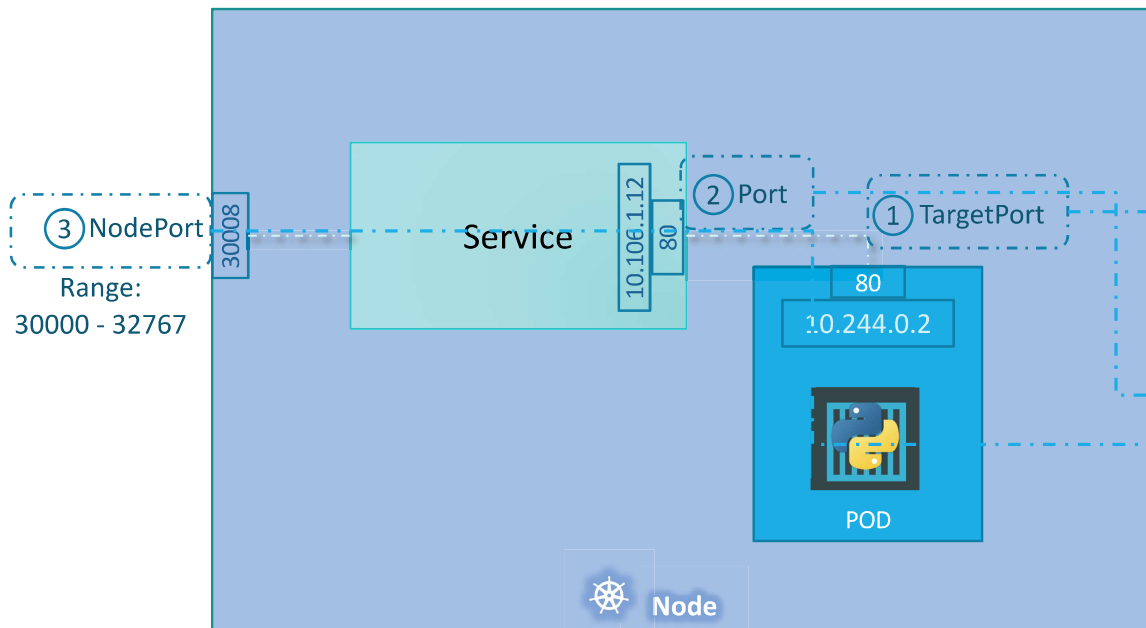 3 NodePort
Range:
30000 - 32767
30008
Service
10.106.1.12
80
2 Port
1 TargetPort
80
10.244.0.2
POD
Node